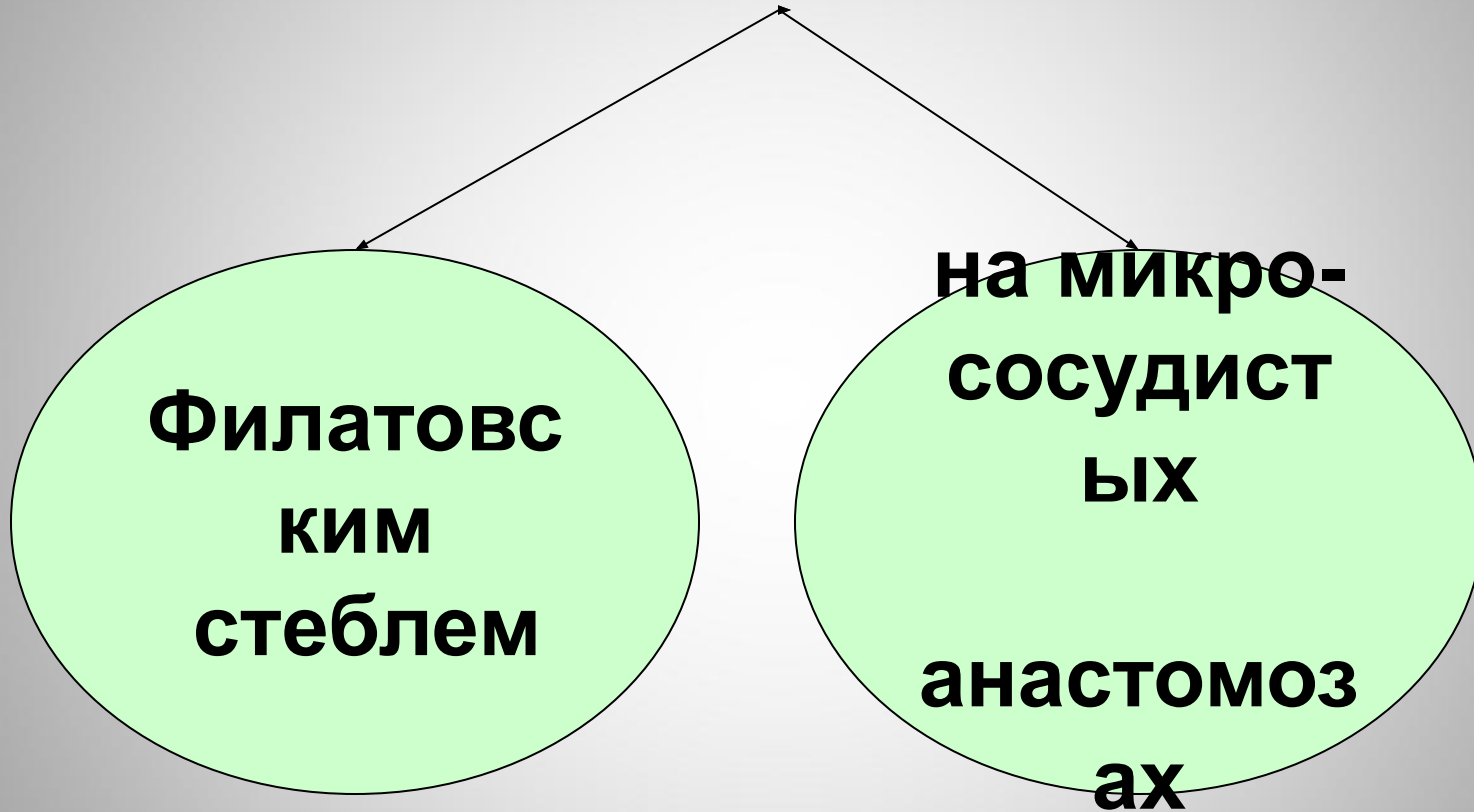 Филатовс
ким
стеблем
на микро-
сосудист
ых
анастомоз
ах